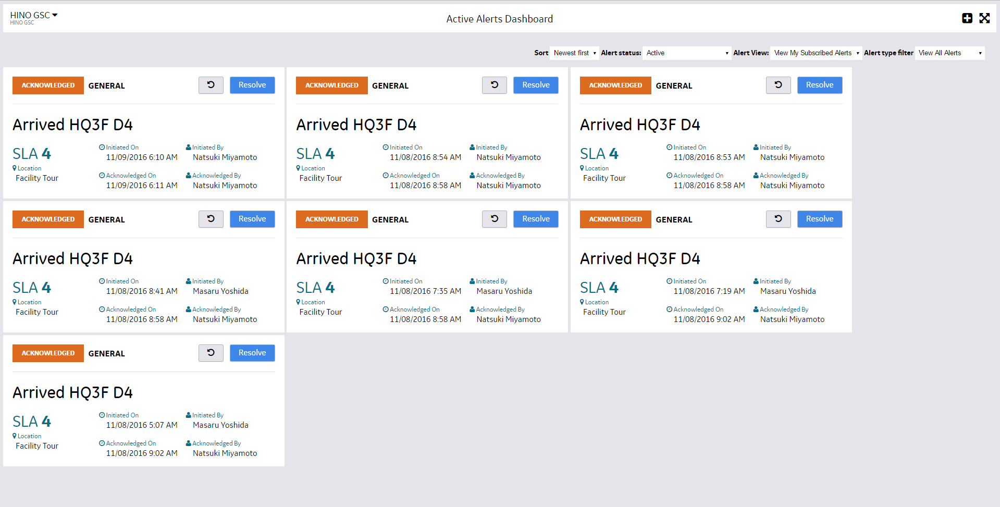 HINO GSC
HINO GSC
Active Alerts Dashboard
Sort Newest first Alert status: Active Alert View: View My Subscribed Alerts Alert type filter View All Alerts
ACKNOWLEDGED GENERAL Resolve
Arrived HQ3F D4
SLA 4
Location
Facility Tour
Initiated On
11/09/2016 6:10 AM
Initiated By
Natsuki Miyamoto
Acknowledged On
11/09/2016 6:11 AM
Acknowledged By
Natsuki Miyamoto
ACKNOWLEDGED GENERAL Resolve
Arrived HQ3F D4
SLA 4
Location
Facility Tour
Initiated On
11/08/2016 8:54 AM
Initiated By
Natsuki Miyamoto
Acknowledged On
11/08/2016 8:58 AM
Acknowledged By
Natsuki Miyamoto
ACKNOWLEDGED GENERAL Resolve
Arrived HQ3F D4
SLA 4
Location
Facility Tour
Initiated On
11/08/2016 8:53 AM
Initiated By
Natsuki Miyamoto
Acknowledged On
11/08/2016 8:58 AM
Acknowledged By
Natsuki Miyamoto
ACKNOWLEDGED GENERAL Resolve
Arrived HQ3F D4
SLA 4
Location
Facility Tour
Initiated On
11/08/2016 8:41 AM
Initiated By
Masaru Yoshida
Acknowledged On
11/08/2016 8:58 AM
Acknowledged By
Natsuki Miyamoto
ACKNOWLEDGED GENERAL Resolve
Arrived HQ3F D4
SLA 4
Location
Facility Tour
Initiated On
11/08/2016 7:35 AM
Initiated By
Masaru Yoshida
Acknowledged On
11/08/2016 8:58 AM
Acknowledged By
Natsuki Miyamoto
ACKNOWLEDGED GENERAL Resolve
Arrived HQ3F D4
SLA 4
Location
Facility Tour
Initiated On
11/08/2016 7:19 AM
Initiated By
Masaru Yoshida
Acknowledged On
11/08/2016 9:02 AM
Acknowledged By
Natsuki Miyamoto
ACKNOWLEDGED GENERAL Resolve
Arrived HQ3F D4
SLA 4
Location
Facility Tour
Initiated On
11/08/2016 5:07 AM
Initiated By
Masaru Yoshida
Acknowledged On
11/08/2016 9:02 AM
Acknowledged By
Natsuki Miyamoto